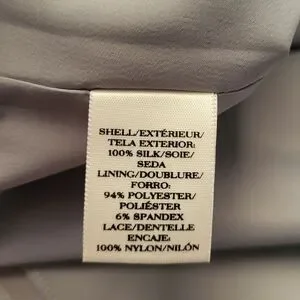 SHELL/EXTÉRIEUR/
TELA EXTERIOR:
100% SILK/SOIE/
SEDA
LINING/DOUBLURE/
FORRO:
94% POLYESTER/
POLIÉSTER
6% SPANDEX
LACE/DENTELLE
ENCAJE:
100% NYLON/NILÓN